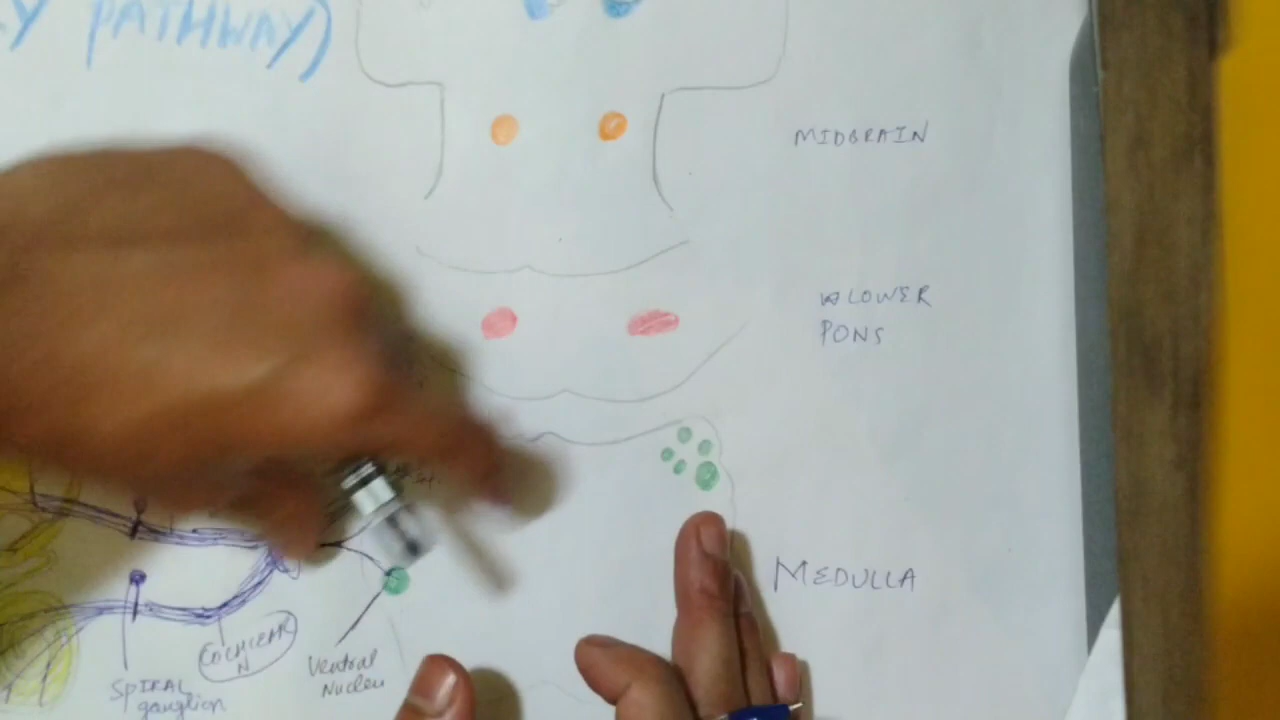 Y PATHWAY)
MIDBRAIN
LOWER
PONS
MEDULLA
COCHLEAR
N
Ventral
Nucleu
SPIRAL
ganglion